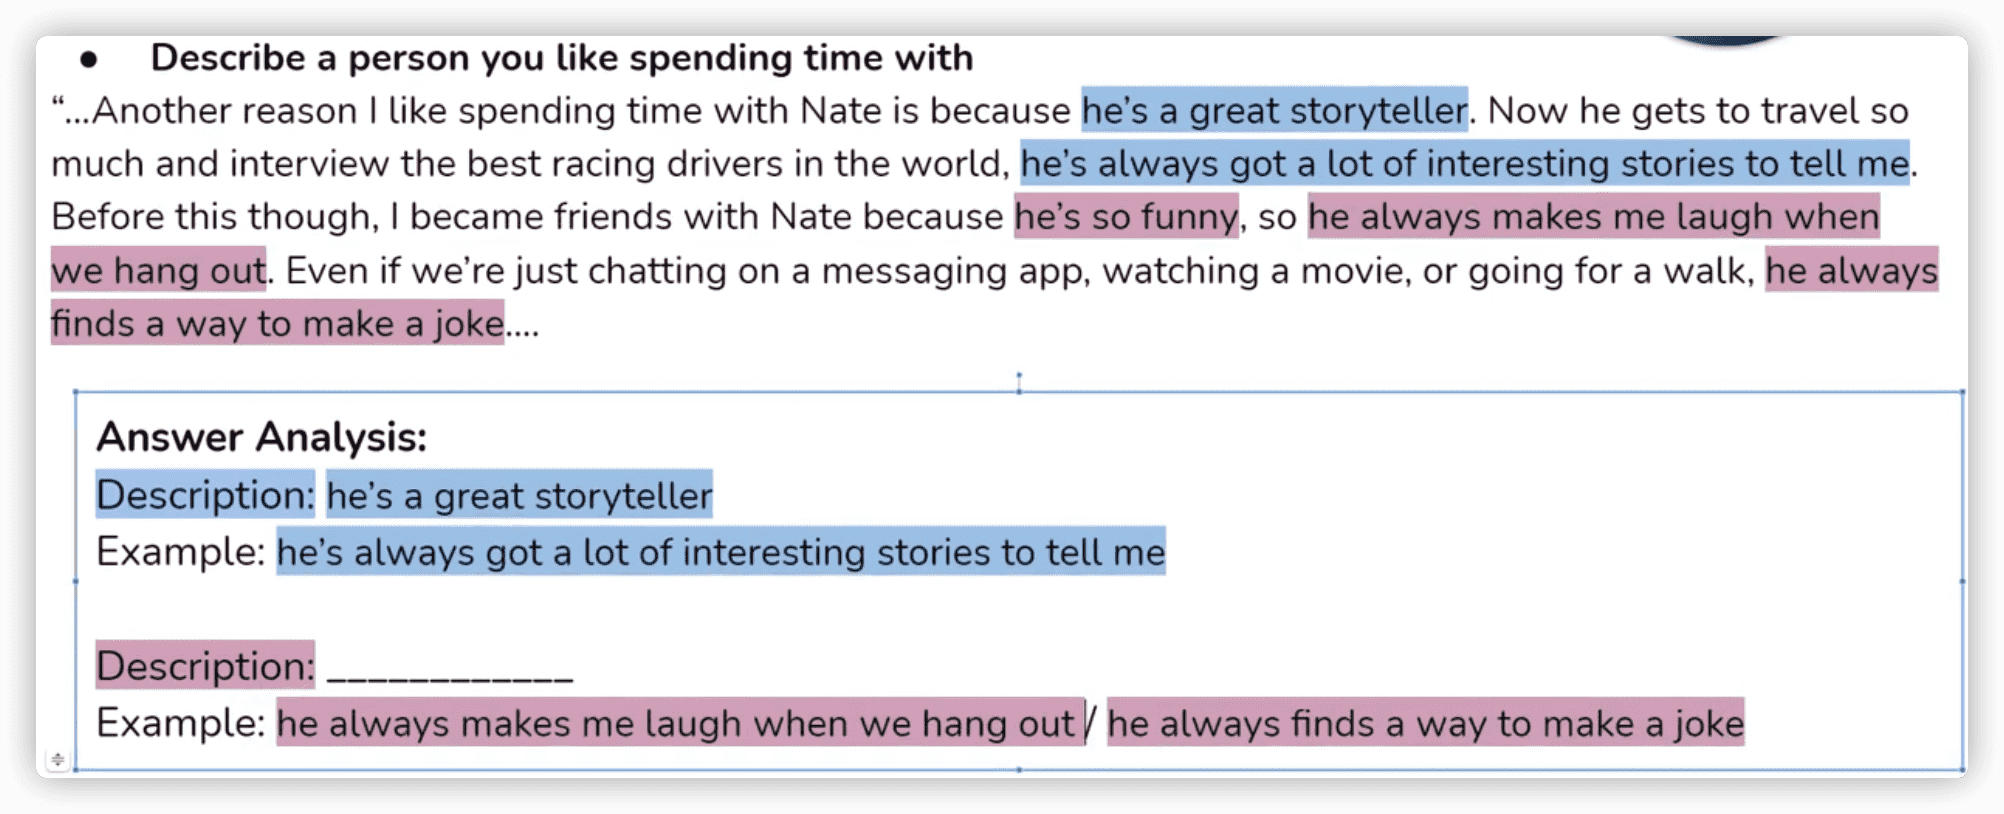 ● Describe a person you like spending time with
“...Another reason I like spending time with Nate is because he’s a great storyteller. Now he gets to travel so
much and interview the best racing drivers in the world, he’s always got a lot of interesting stories to tell me.
Before this though, I became friends with Nate because he’s so funny, so he always makes me laugh when
we hang out. Even if we’re just chatting on a messaging app, watching a movie, or going for a walk, he always
finds a way to make a joke....
Answer Analysis:
Description: he’s a great storyteller
Example: he’s always got a lot of interesting stories to tell me
Description: ____________
Example: he always makes me laugh when we hang out / he always finds a way to make a joke